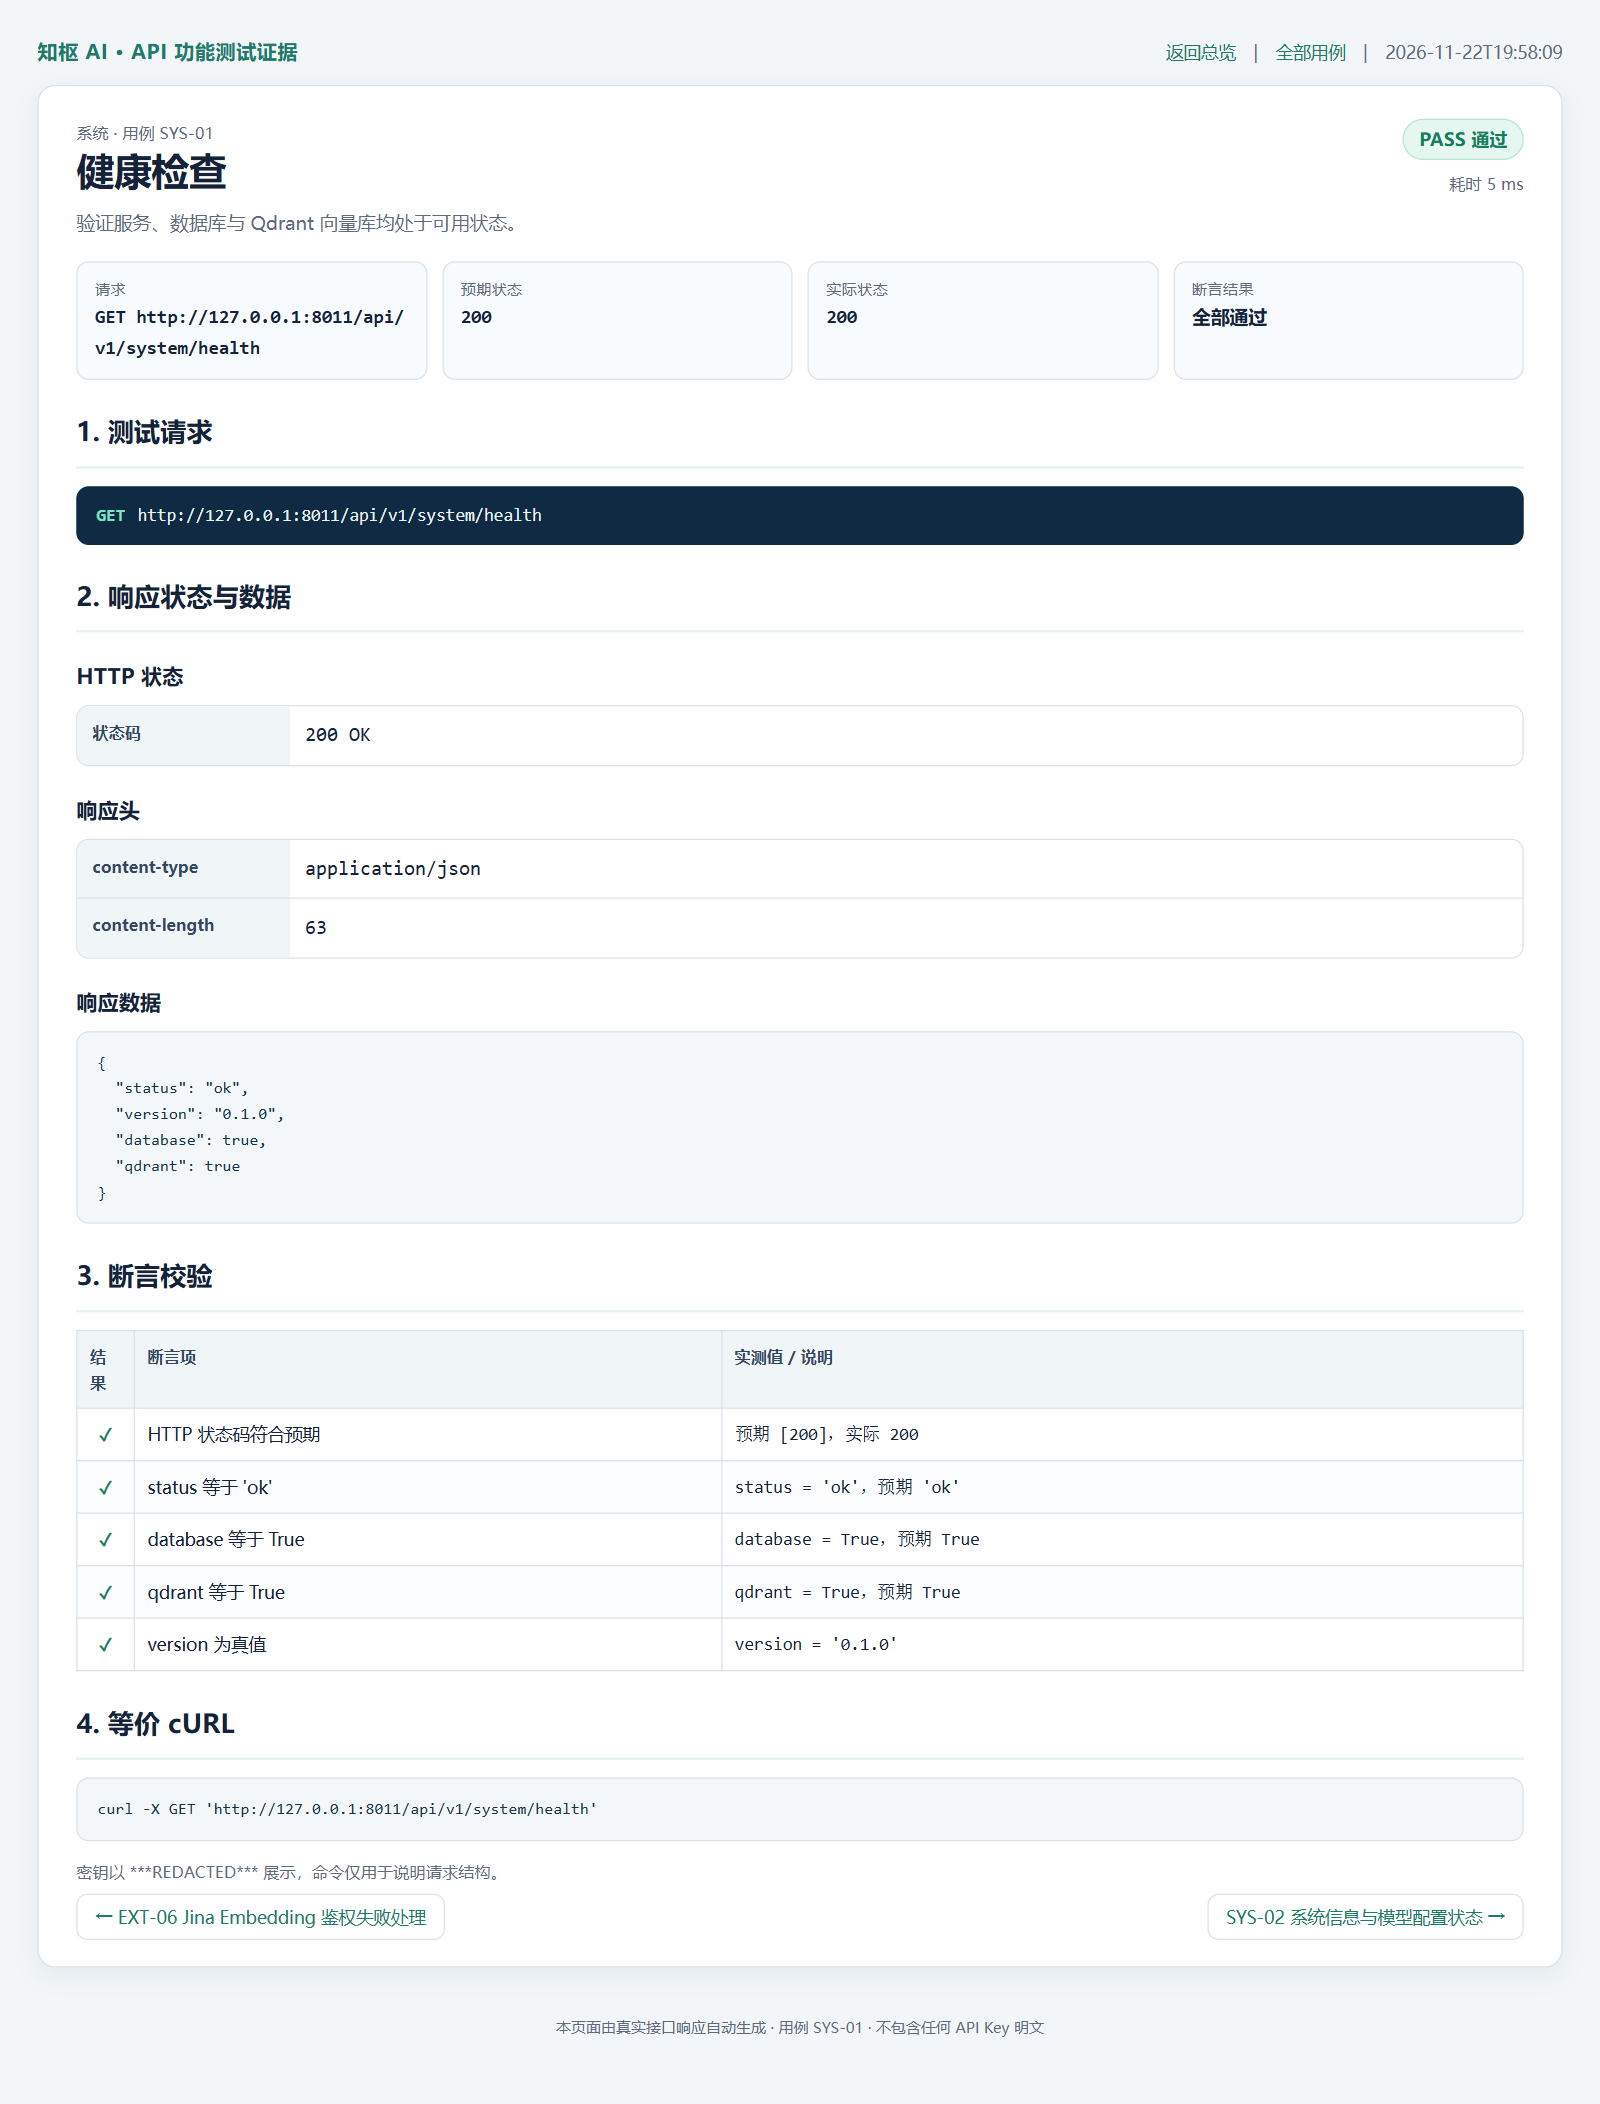 知枢 AI · API 功能测试证据
返回总览 | 全部用例 | 2026-11-22T19:58:09
系统 · 用例 SYS-01
健康检查
PASS 通过
耗时 5 ms
验证服务、数据库与 Qdrant 向量库均处于可用状态。
请求
GET http://127.0.0.1:8011/api/
v1/system/health
预期状态
200
实际状态
200
断言结果
全部通过
1. 测试请求
GET http://127.0.0.1:8011/api/v1/system/health
2. 响应状态与数据
HTTP 状态
状态码 200 OK
响应头
content-type application/json
content-length 63
响应数据
{
  "status": "ok",
  "version": "0.1.0",
  "database": true,
  "qdrant": true
}
3. 断言校验
结果 断言项 实测值 / 说明
✓ HTTP 状态码符合预期 预期 [200]，实际 200
✓ status 等于 'ok' status = 'ok'，预期 'ok'
✓ database 等于 True database = True，预期 True
✓ qdrant 等于 True qdrant = True，预期 True
✓ version 为真值 version = '0.1.0'
4. 等价 cURL
curl -X GET 'http://127.0.0.1:8011/api/v1/system/health'
密钥以 ***REDACTED*** 展示，命令仅用于说明请求结构。
← EXT-06 Jina Embedding 鉴权失败处理
SYS-02 系统信息与模型配置状态 →
本页面由真实接口响应自动生成 · 用例 SYS-01 · 不包含任何 API Key 明文